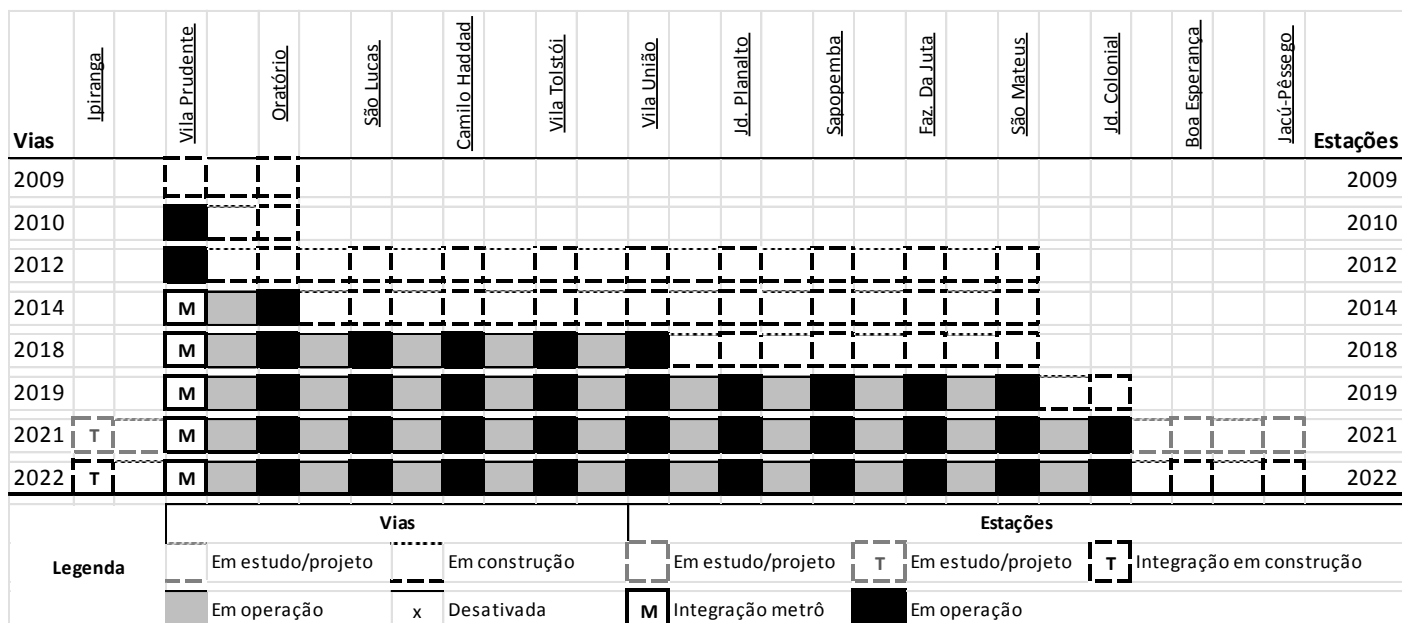 Vias Ipiranga Vila Prudente Oratório São Lucas Camilo Haddad Vila Tolstói Vila União Jd. Planalto Sapopemba Faz. Da Juta São Mateus Jd. Colonial Boa Esperança Jacú-Pêssego Estações
2009 2009
2010 2010
2012 2012
2014 M 2014
2018 M 2018
2019 M 2019
2021 T M 2021
2022 T M 2022
Vias Estações
Legenda
Em estudo/projeto Em construção Em estudo/projeto T Em estudo/projeto T Integração em construção
Em operação x Desativada M Integração metrô Em operação